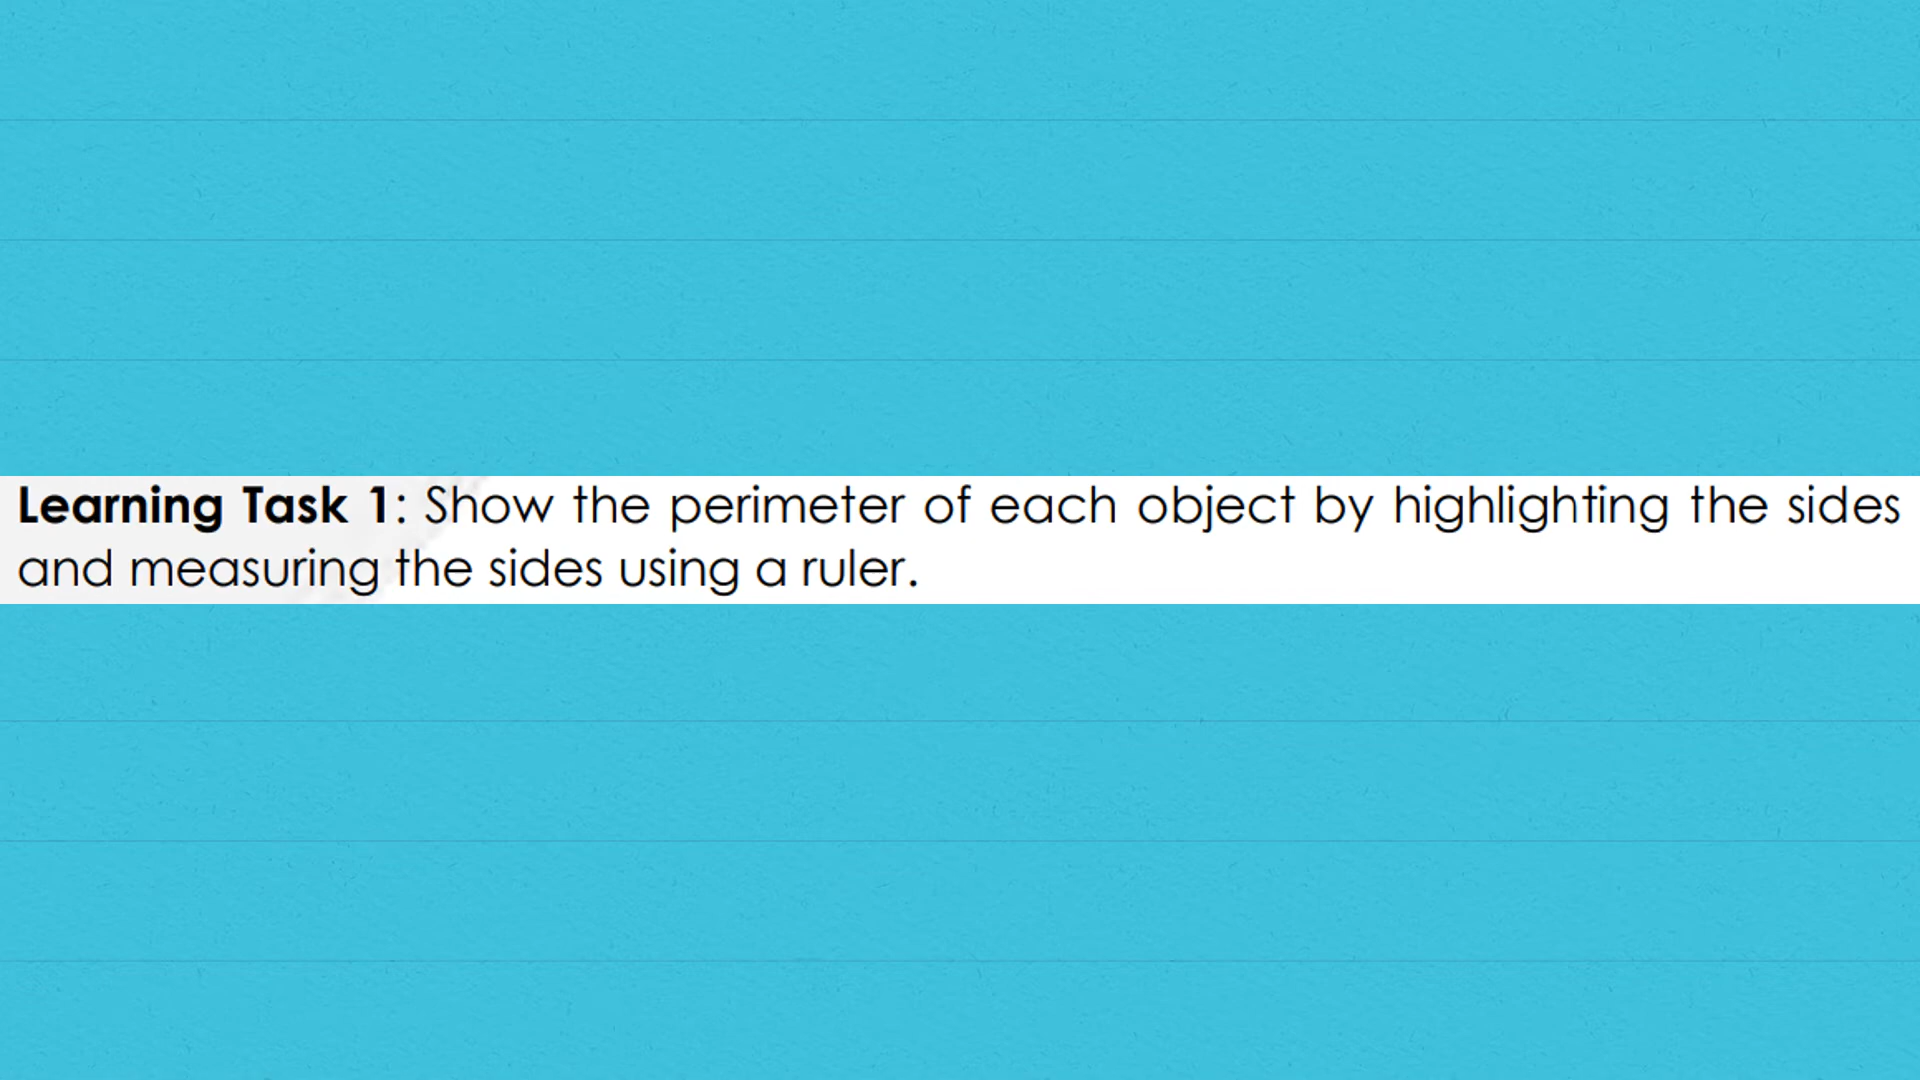 Learning Task 1: Show the perimeter of each object by highlighting the sides
and measuring the sides using a ruler.